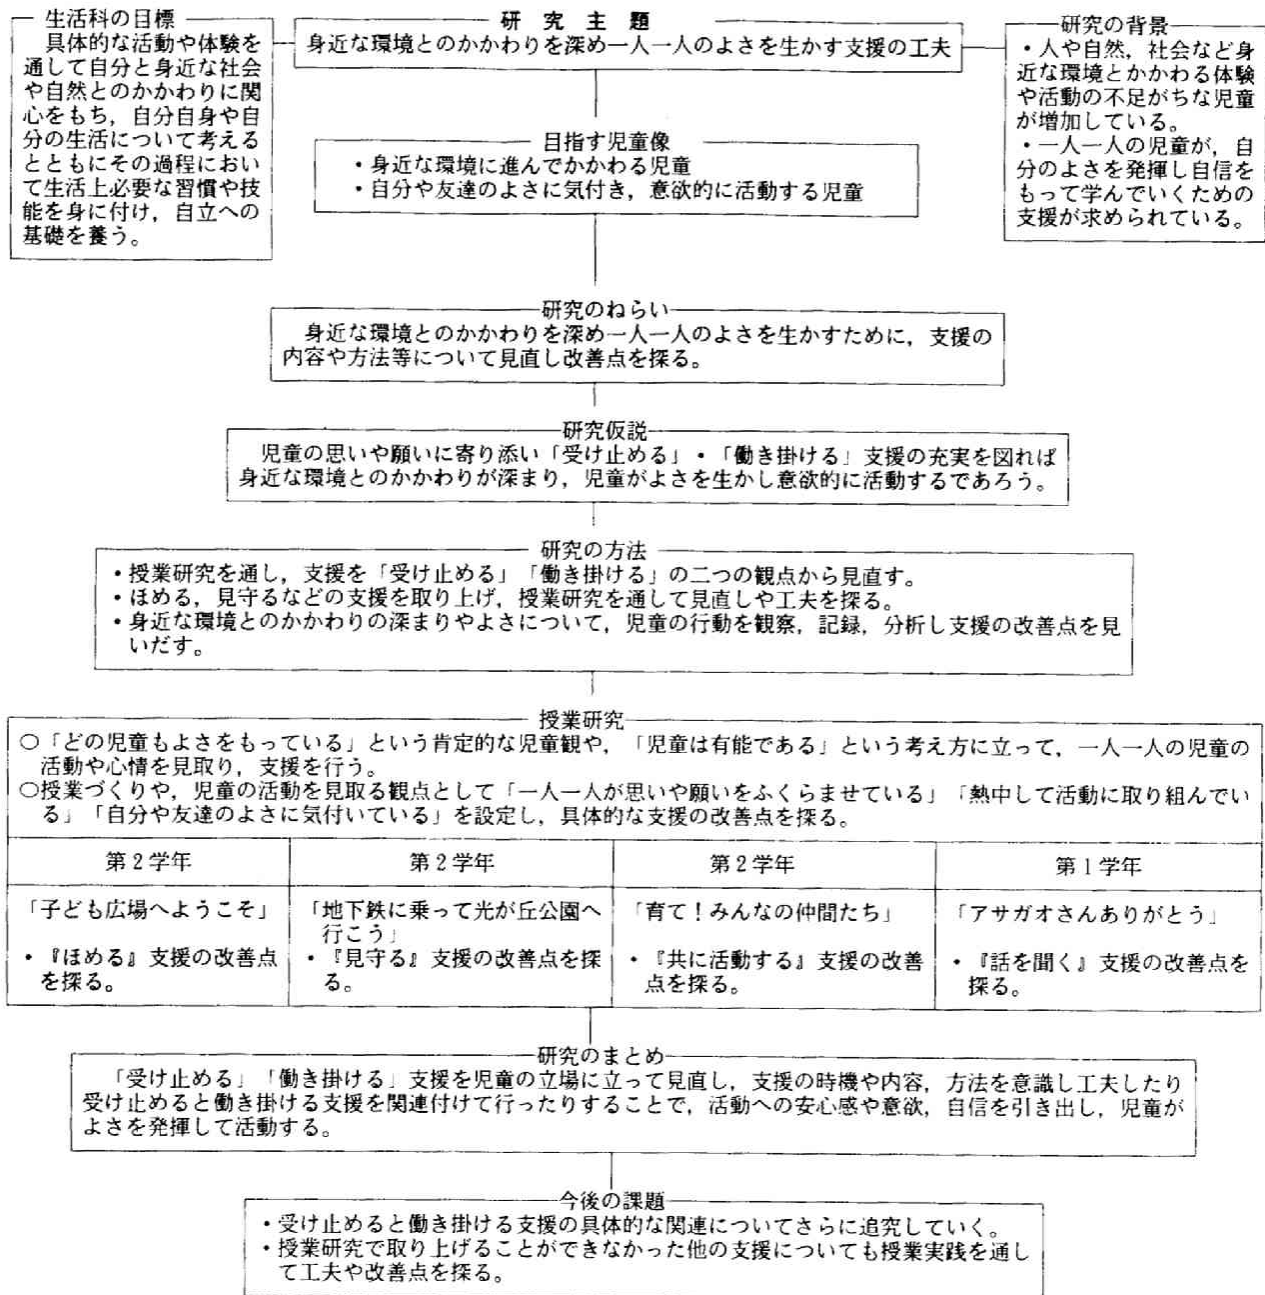 生活科の目標
具体的な活動や体験を
通して自分と身近な社会
や自然とのかかわりに関
心をもち，自分自身や自
分の生活について考える
とともにその過程におい
て生活上必要な習慣や技
能を身に付け，自立への
基礎を養う。
研究主題
身近な環境とのかかわりを深め一人一人のよさを生かす支援の工夫
研究の背景
・人や自然，社会など身
近な環境とかかわる体験
や活動の不足がちな児童
が増加している。
・一人一人の児童が，自
分のよさを発揮し自信を
もって学んでいくための
支援が求められている。
目指す児童像
・身近な環境に進んでかかわる児童
・自分や友達のよさに気付き，意欲的に活動する児童
研究のねらい
身近な環境とのかかわりを深め一人一人のよさを生かすために，支援の
内容や方法等について見直し改善点を探る。
研究仮説
児童の思いや願いに寄り添い「受け止める」・「働き掛ける」支援の充実を図れば
身近な環境とのかかわりが深まり，児童がよさを生かし意欲的に活動するであろう。
研究の方法
・授業研究を通し，支援を「受け止める」「働き掛ける」の二つの観点から見直す。
・ほめる，見守るなどの支援を取り上げ，授業研究を通して見直しや工夫を探る。
・身近な環境とのかかわりの深まりやよさについて，児童の行動を観察，記録，分析し支援の改善点を見
いだす。
授業研究
○「どの児童もよさをもっている」という肯定的な児童観や，「児童は有能である」という考え方に立って，一人一人の児童の
活動や心情を見取り，支援を行う。
○授業づくりや，児童の活動を見取る観点として「一人一人が思いや願いをふくらませている」「熱中して活動に取り組んでい
る」「自分や友達のよさに気付いている」を設定し，具体的な支援の改善点を探る。
第2学年
「子ども広場へようこそ」
・『ほめる』支援の改善点
を探る。
第2学年
「地下鉄に乗って光が丘公園へ
行こう」
・『見守る』支援の改善点を探
る。
第2学年
「育て！みんなの仲間たち」
・『共に活動する』支援の改善
点を探る。
第1学年
「アサガオさんありがとう」
・『話を聞く』支援の改善点を
探る。
研究のまとめ
「受け止める」「働き掛ける」支援を児童の立場に立って見直し，支援の時機や内容，方法を意識し工夫したり
受け止めると働き掛ける支援を関連付けて行ったりすることで，活動への安心感や意欲，自信を引き出し，児童が
よさを発揮して活動する。
今後の課題
・受け止めると働き掛ける支援の具体的な関連についてさらに追究していく。
・授業研究で取り上げることができなかった他の支援についても授業実践を通し
て工夫や改善点を探る。